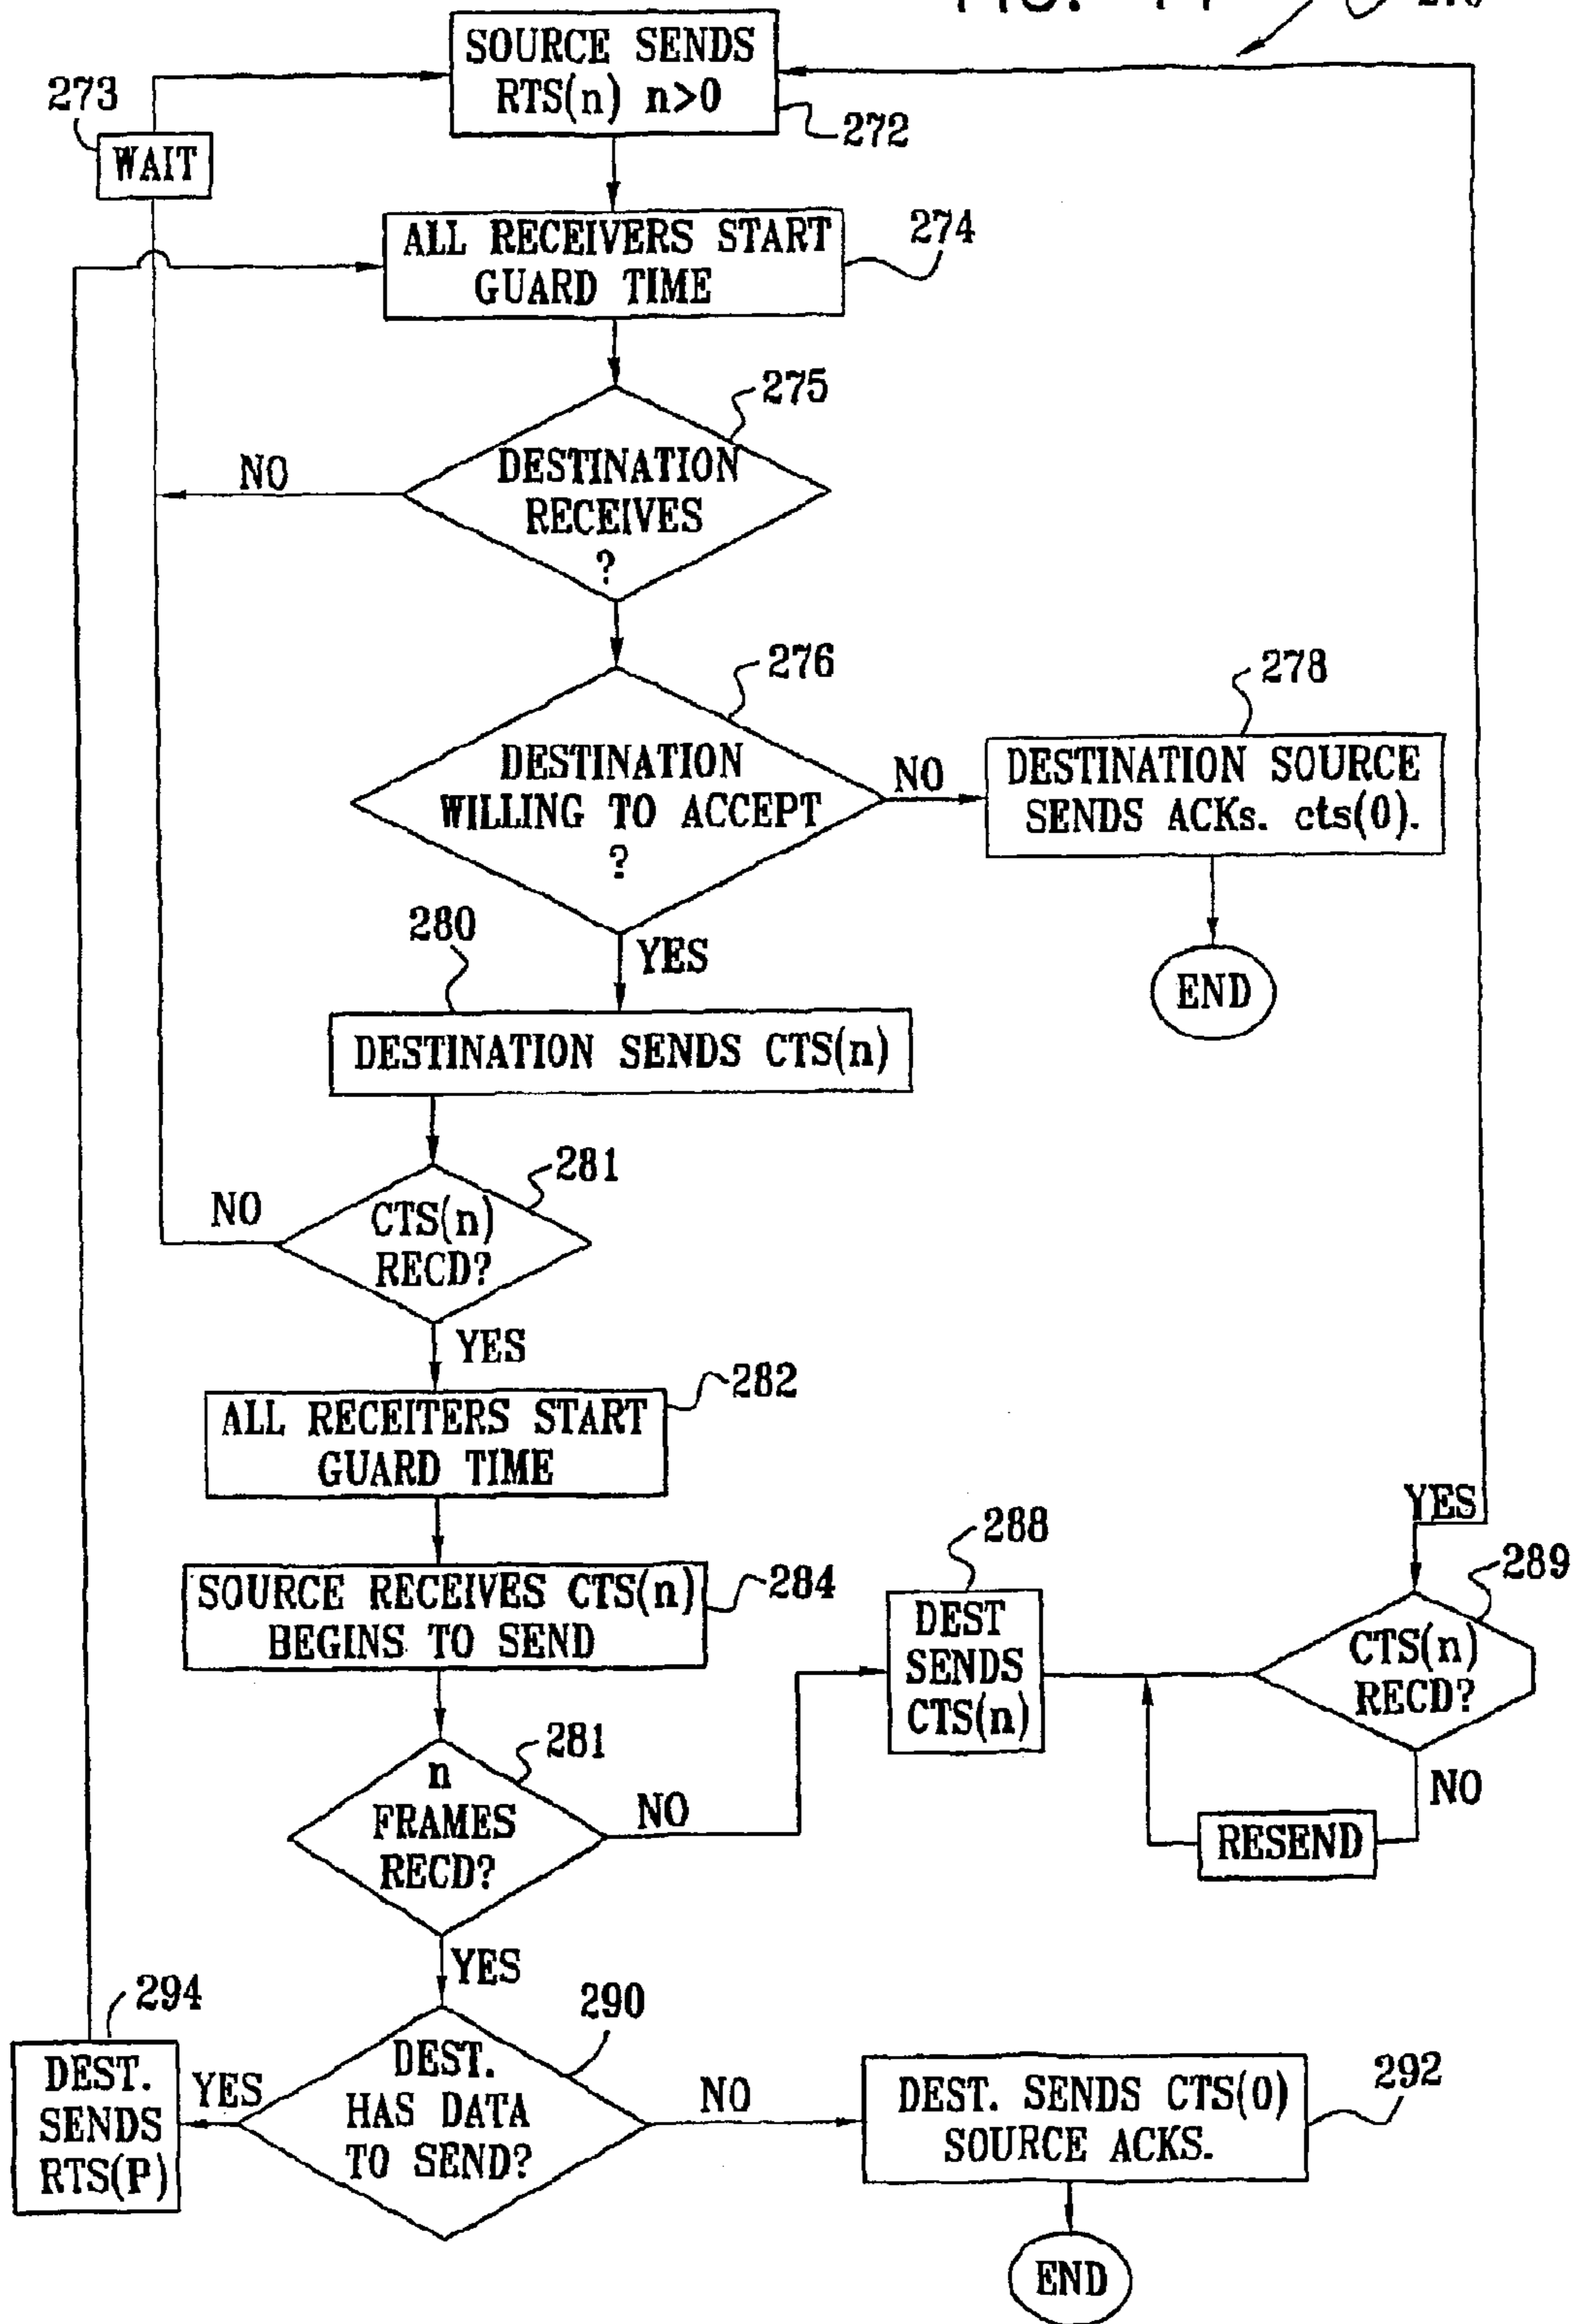 SOURCE SENDS
RTS(n) n>0
272
273
WAIT
ALL RECEIVERS START
GUARD TIME
274
275
DESTINATION
RECEIVES
?
NO
276
DESTINATION
WILLING TO ACCEPT
?
NO
278
DESTINATION SOURCE
SENDS ACKs. cts(0).
END
YES
280
DESTINATION SENDS CTS(n)
281
CTS(n)
RECD?
NO
YES
282
ALL RECEITERS START
GUARD TIME
SOURCE RECEIVES CTS(n)
BEGINS TO SEND
284
288
DEST
SENDS
CTS(n)
YES
289
CTS(n)
RECD?
NO
RESEND
281
n
FRAMES
RECD?
NO
YES
290
DEST.
HAS DATA
TO SEND?
YES
294
DEST.
SENDS
RTS(P)
NO
DEST. SENDS CTS(0)
SOURCE ACKS.
292
END